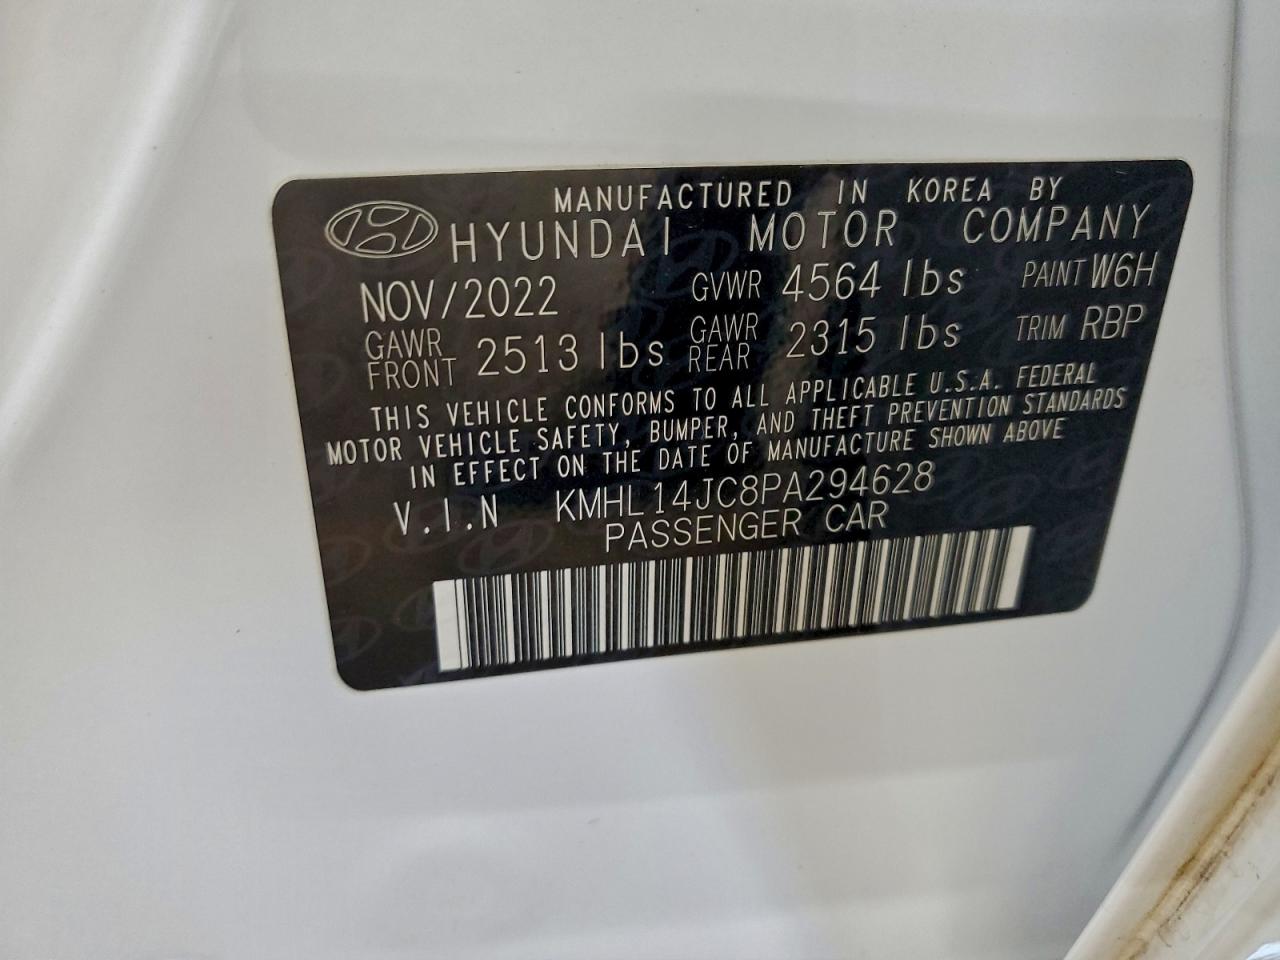 MANUFACTURED IN KOREA BY
HYUNDAI MOTOR COMPANY
NOV/2022 GVWR 4564 lbs PAINT W6H
GAWR FRONT 2513 lbs GAWR REAR 2315 lbs TRIM RBP
THIS VEHICLE CONFORMS TO ALL APPLICABLE U.S.A. FEDERAL
MOTOR VEHICLE SAFETY, BUMPER, AND THEFT PREVENTION STANDARDS
IN EFFECT ON THE DATE OF MANUFACTURE SHOWN ABOVE
V.I.N KMHL14JC8PA294628
PASSENGER CAR